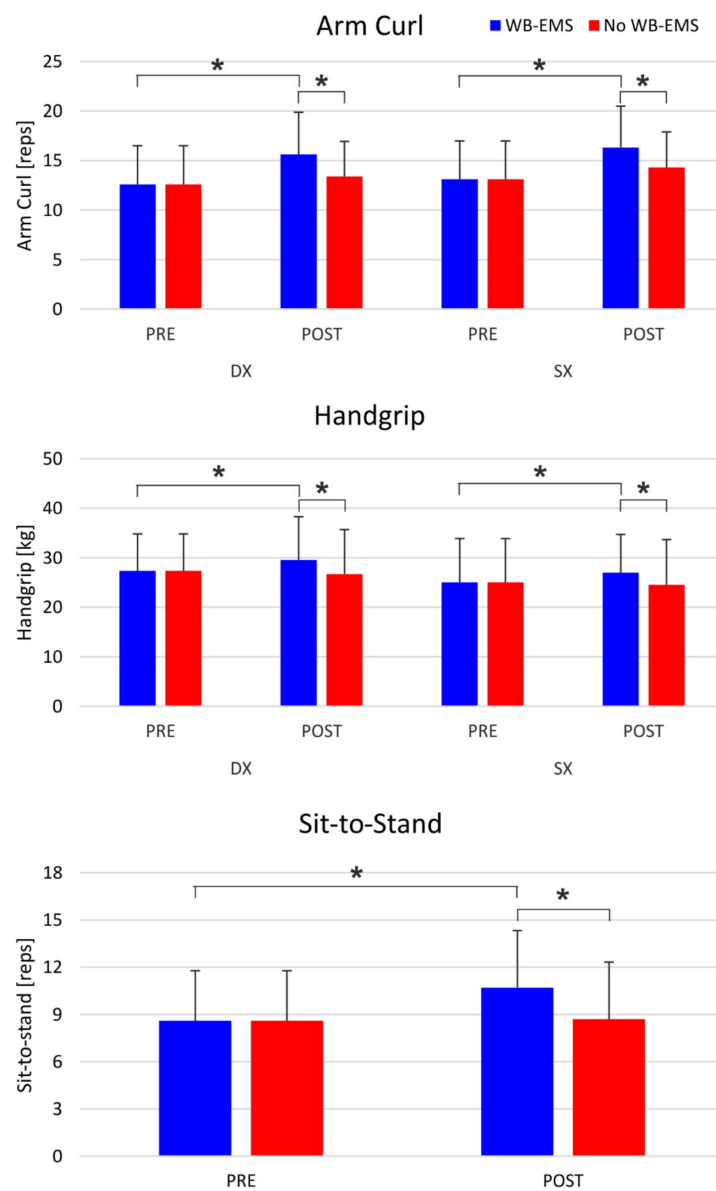 Arm Curl
WB-EMS No WB-EMS
Arm Curl [reps]
25
20
15
10
5
0
* * * *
PRE POST PRE POST
DX SX
Handgrip
Handgrip [kg]
50
40
30
20
10
0
* * * *
PRE POST PRE POST
DX SX
Sit-to-Stand
Sit-to-stand [reps]
18
15
12
9
6
3
0
* *
PRE POST